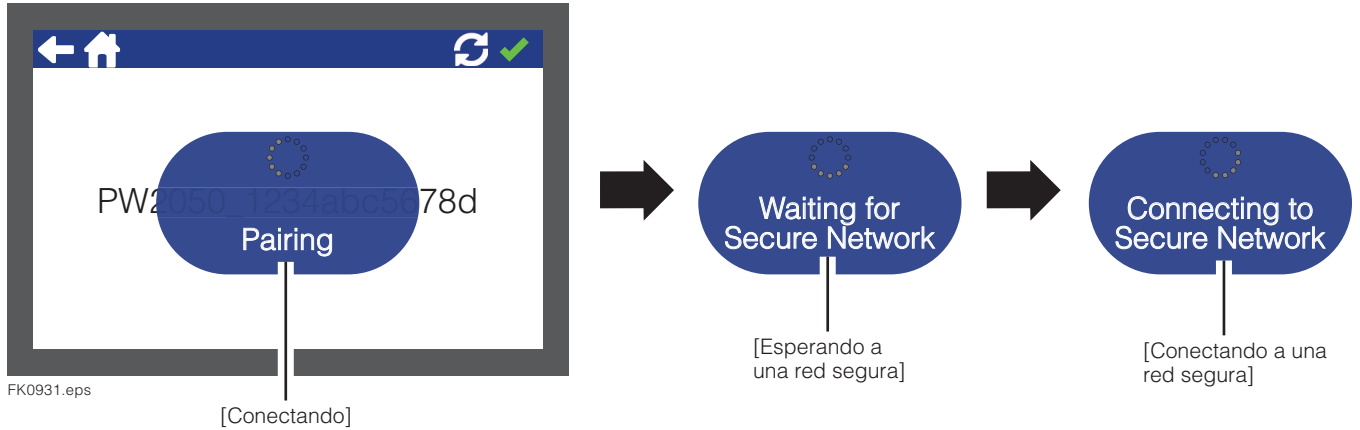 PW2050_1234abc5678d
Pairing
Waiting for
Secure Network
Connecting to
Secure Network
[Esperando a
una red segura]
[Conectando a una
red segura]
FK0931.eps
[Conectando]